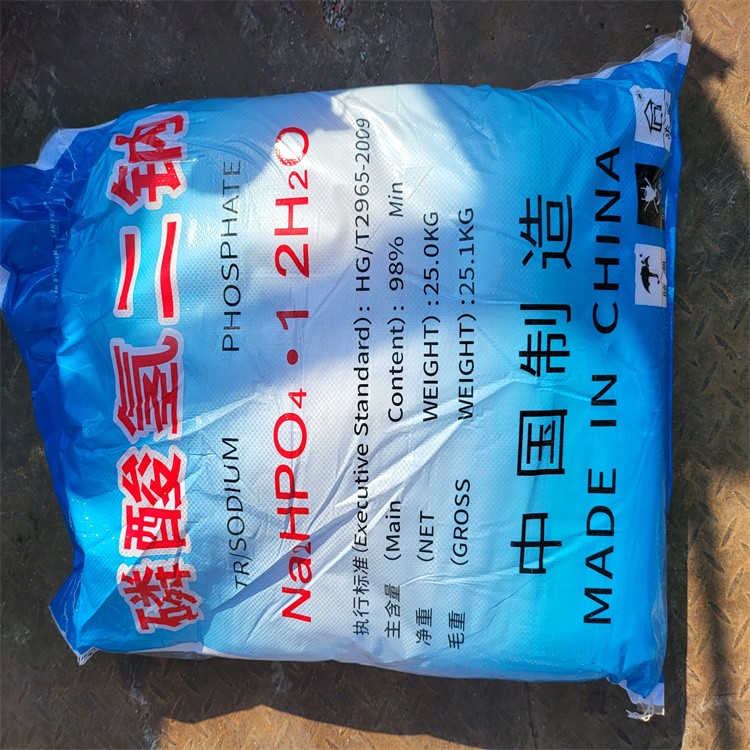 磷酸氢二钠
TRISODIUM PHOSPHATE
Na₂HPO₄·12H₂O
执行标准(Executive Standard): HG/T2965-2009
主含量 (Main Content): 98% Min
净重 (NET WEIGHT): 25.0KG
毛重 (GROSS WEIGHT): 25.1KG
中国制造
MADE IN CHINA